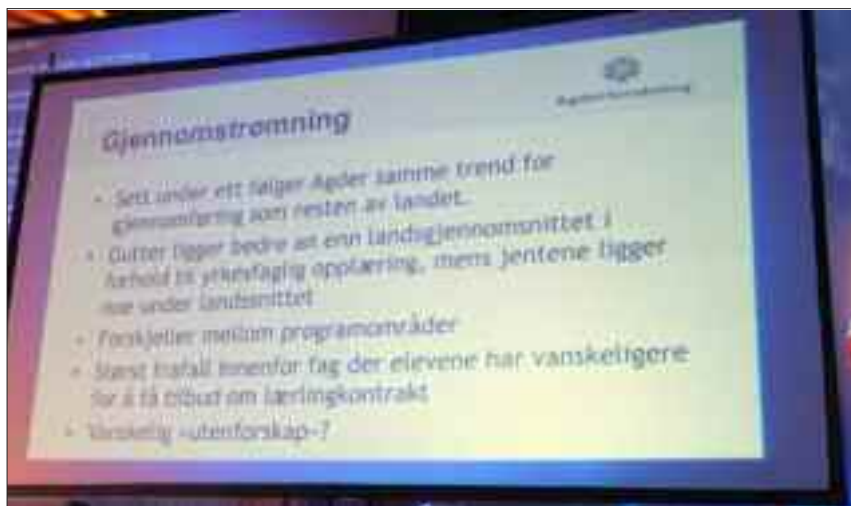 Agderforskning
Gjennomstrømning
• Sett under ett følger Agder samme trend for
gjennomføring som resten av landet.
• Gutter ligger bedre an enn landsgjennomsnittet i
forhold til yrkesfaglig opplæring, mens jentene ligger
noe under landssnittet
• Forskjeller mellom programområder
• Størst frafall innenfor fag der elevene har vanskeligere
for å få tilbud om lærlingkontrakt
• Vanskelig «utenforskap»?